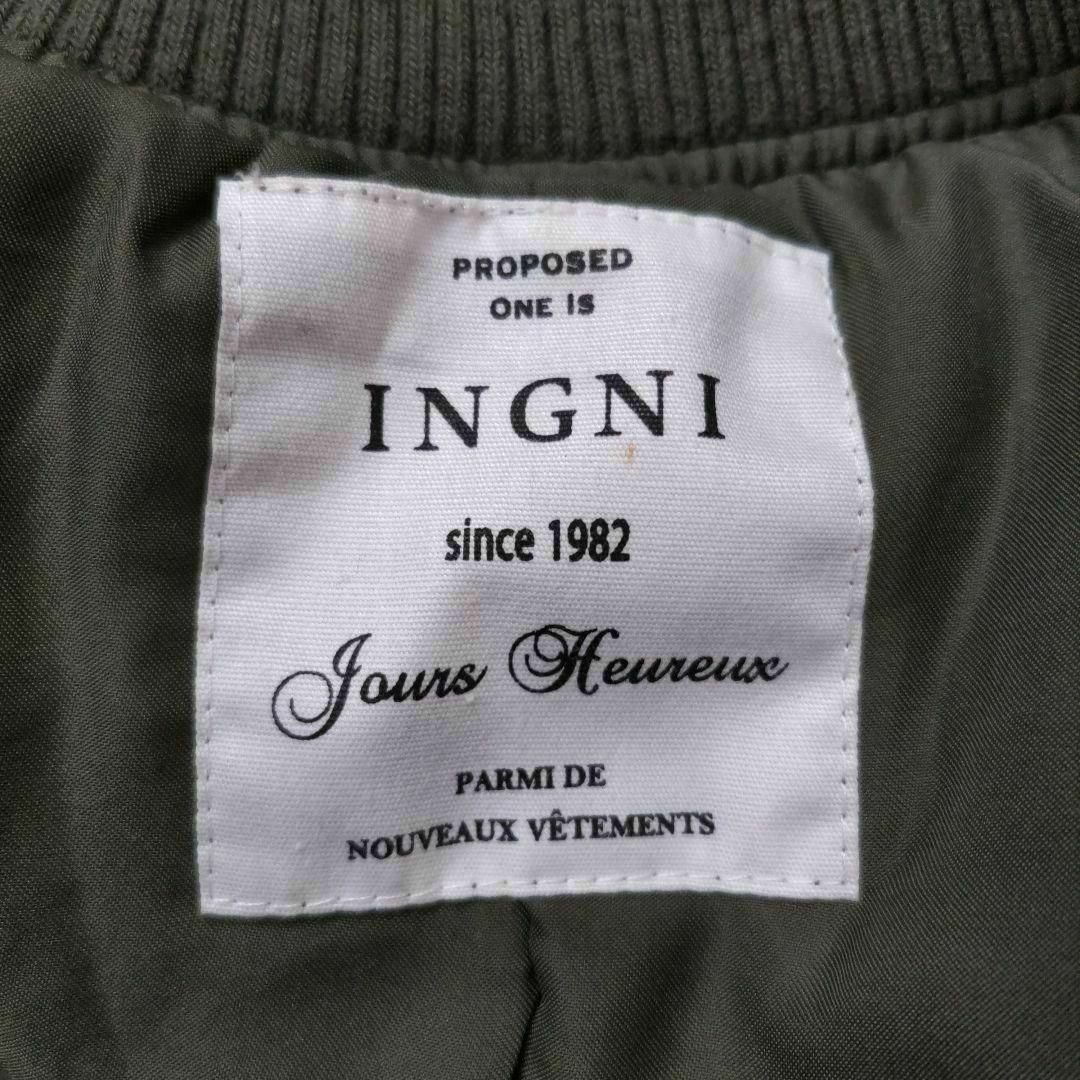 PROPOSED
ONE IS
INGNI
since 1982
Jours Heureux
PARMI DE
NOUVEAUX VÊTEMENTS